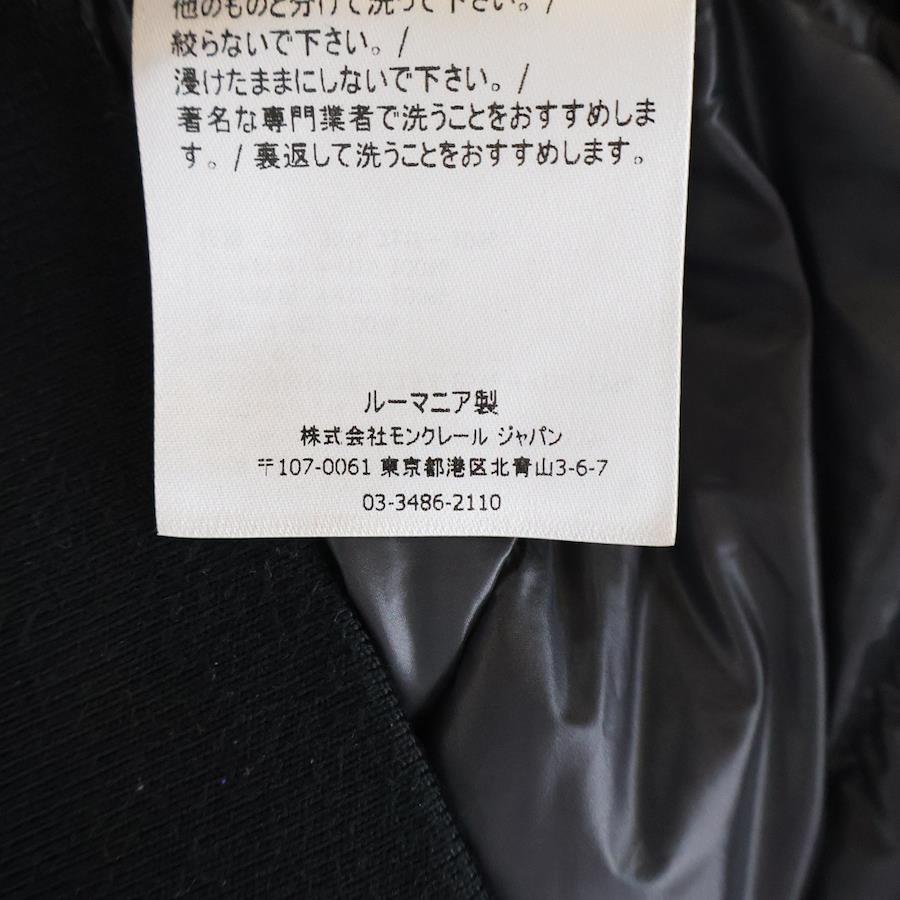 他のものと分けて洗って下さい。/
絞らないで下さい。/
浸けたままにしないで下さい。/
著名な専門業者で洗うことをおすすめしま
す。/ 裏返して洗うことをおすすめします。
ルーマニア製
株式会社モンクレール ジャパン
〒107-0061 東京都港区北青山3-6-7
03-3486-2110